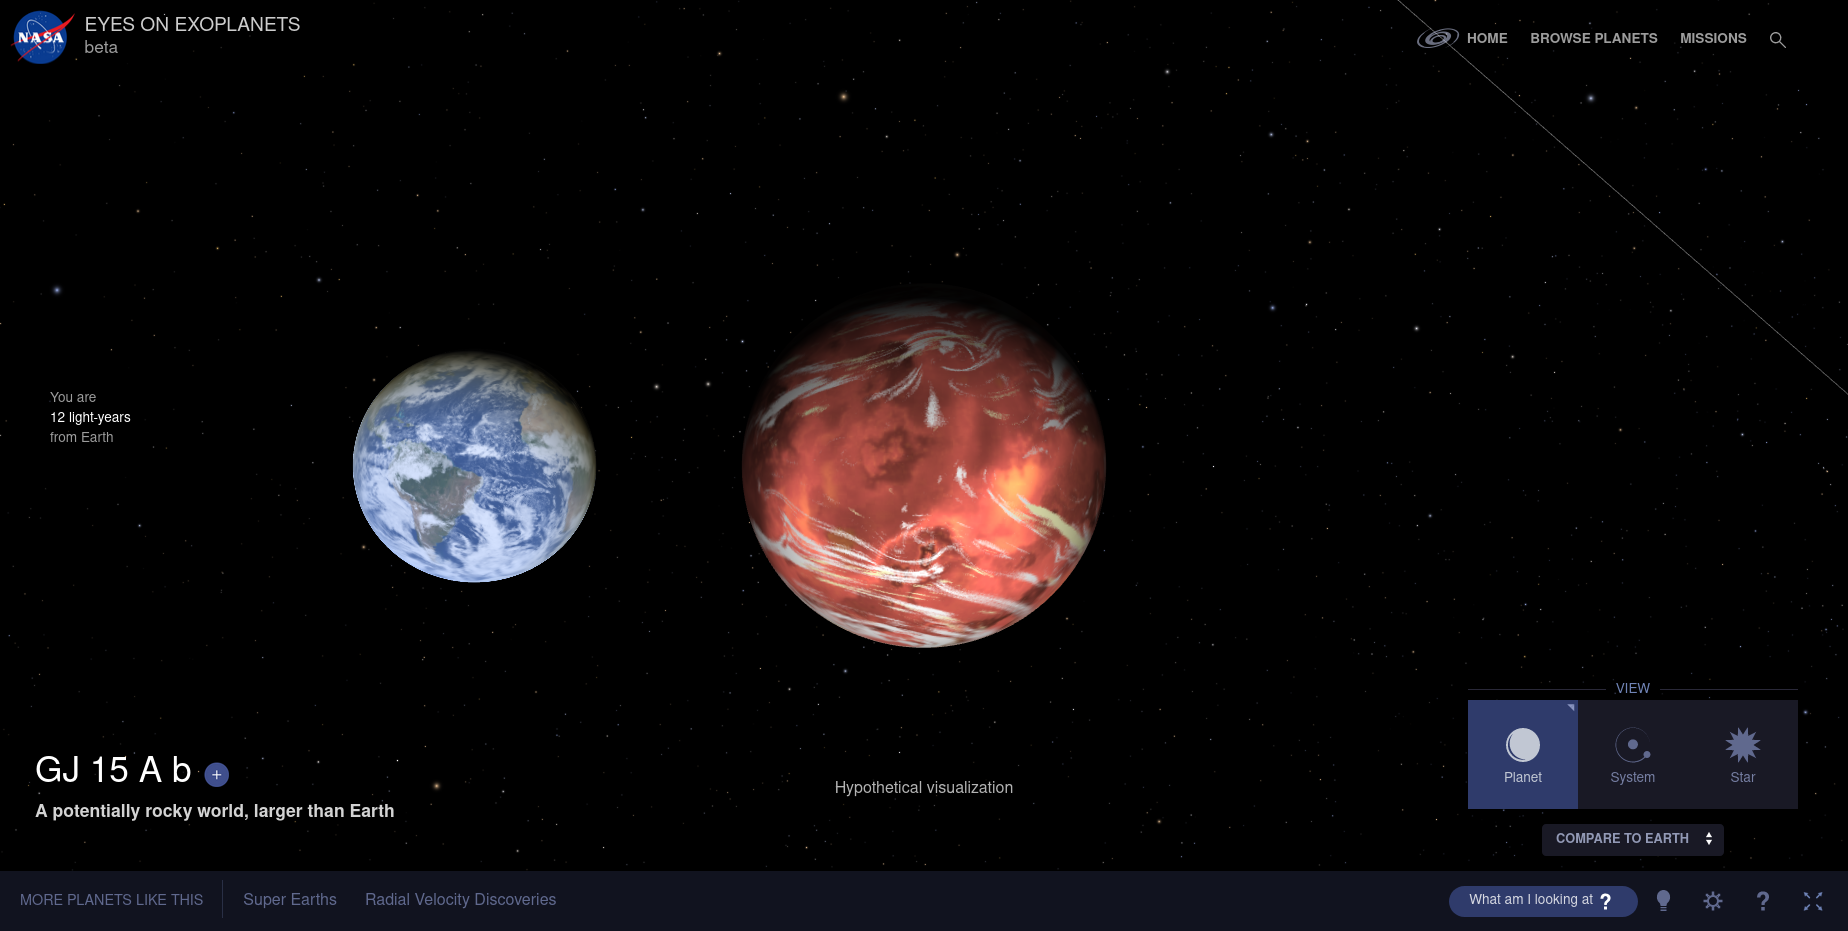 NASA
EYES ON EXOPLANETS
beta
HOME
BROWSE PLANETS
MISSIONS
You are
12 light-years
from Earth
GJ 15 A b +
A potentially rocky world, larger than Earth
Hypothetical visualization
VIEW
Planet
System
Star
COMPARE TO EARTH
MORE PLANETS LIKE THIS
Super Earths
Radial Velocity Discoveries
What am I looking at ?
?